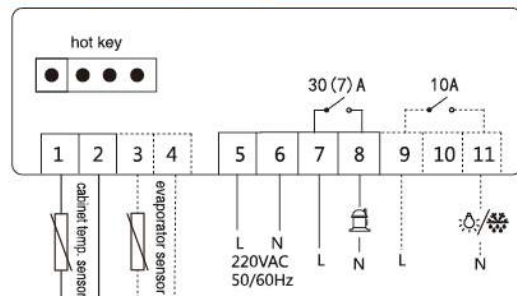 hot key
30(7)A 10A
1 2 3 4 5 6 7 8 9 10 11
cabinet temp. sensor
evaporator sensor
L N L N L N
220VAC
50/60Hz